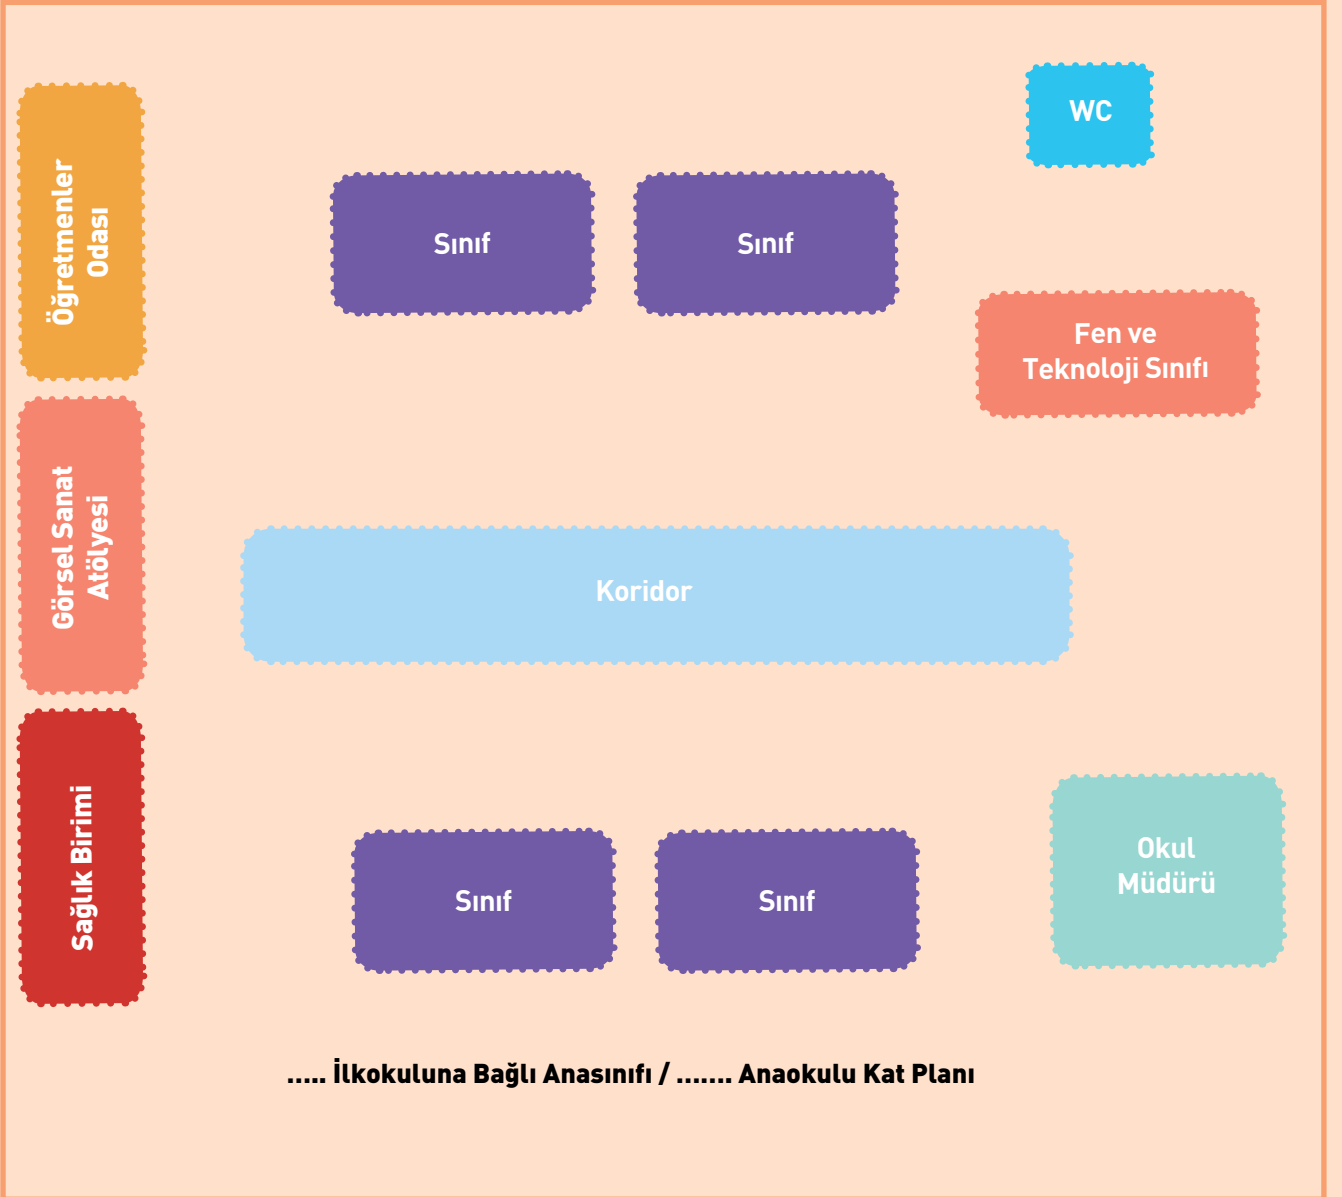 WC
Öğretmenler
Odası
Sınıf
Sınıf
Fen ve
Teknoloji Sınıfı
Görsel Sanat
Atölyesi
Koridor
Sağlık Birimi
Sınıf
Sınıf
Okul
Müdürü
..... İlkokuluna Bağlı Anasınıfı / ....... Anaokulu Kat Planı